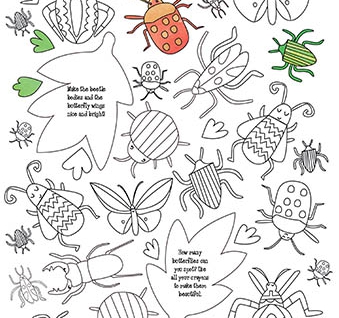 Make the beetle
bodies and the
butterfly wings
nice and bright!
How many
butterflies can
you spot? Use
all your crayons
to make them
beautiful.